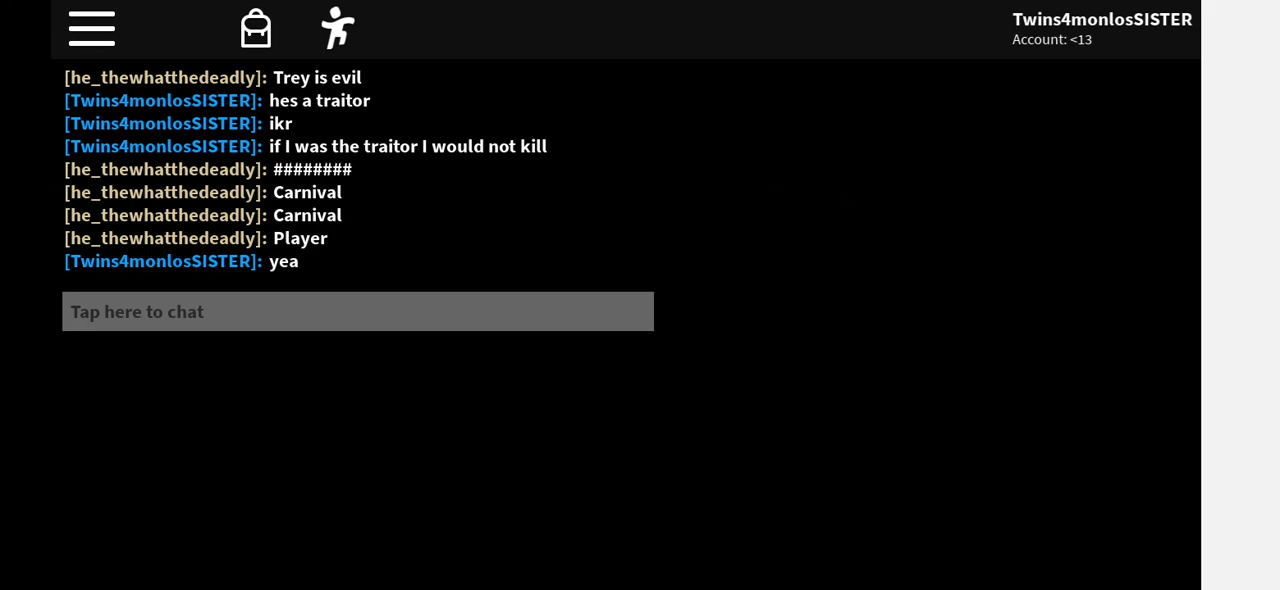 Twins4monlosSISTER
Account: <13
[he_thewhatthedeadly]: Trey is evil
[Twins4monlosSISTER]: hes a traitor
[Twins4monlosSISTER]: ikr
[Twins4monlosSISTER]: if I was the traitor I would not kill
[he_thewhatthedeadly]: ########
[he_thewhatthedeadly]: Carnival
[he_thewhatthedeadly]: Carnival
[he_thewhatthedeadly]: Player
[Twins4monlosSISTER]: yea
Tap here to chat